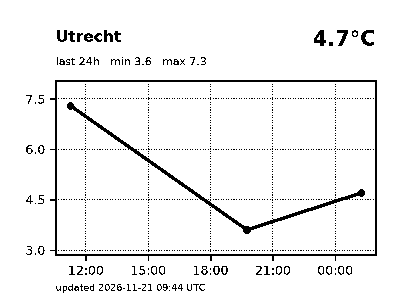 Utrecht
4.7°C
last 24h min 3.6 max 7.3
7.5
6.0
4.5
3.0
12:00 15:00 18:00 21:00 00:00
updated 2026-11-21 09:44 UTC